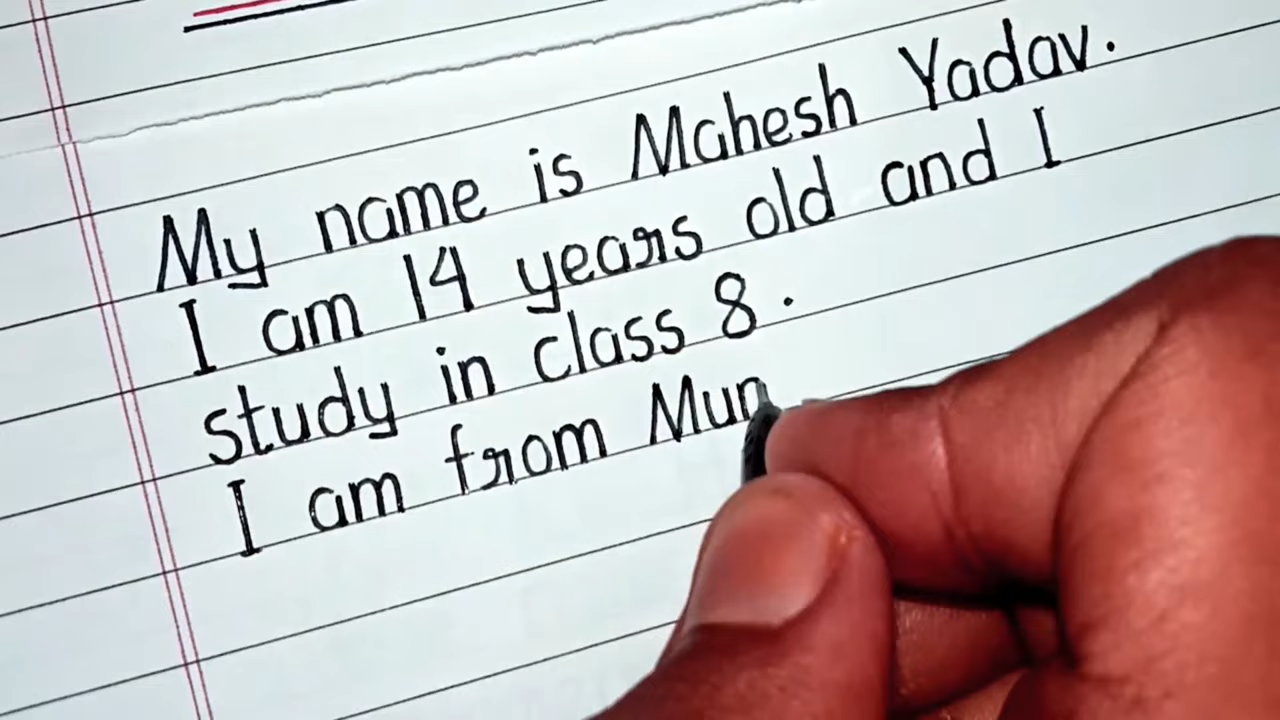 My name is Mahesh Yadav.
I am 14 years old and I
study in class 8.
I am from Mun